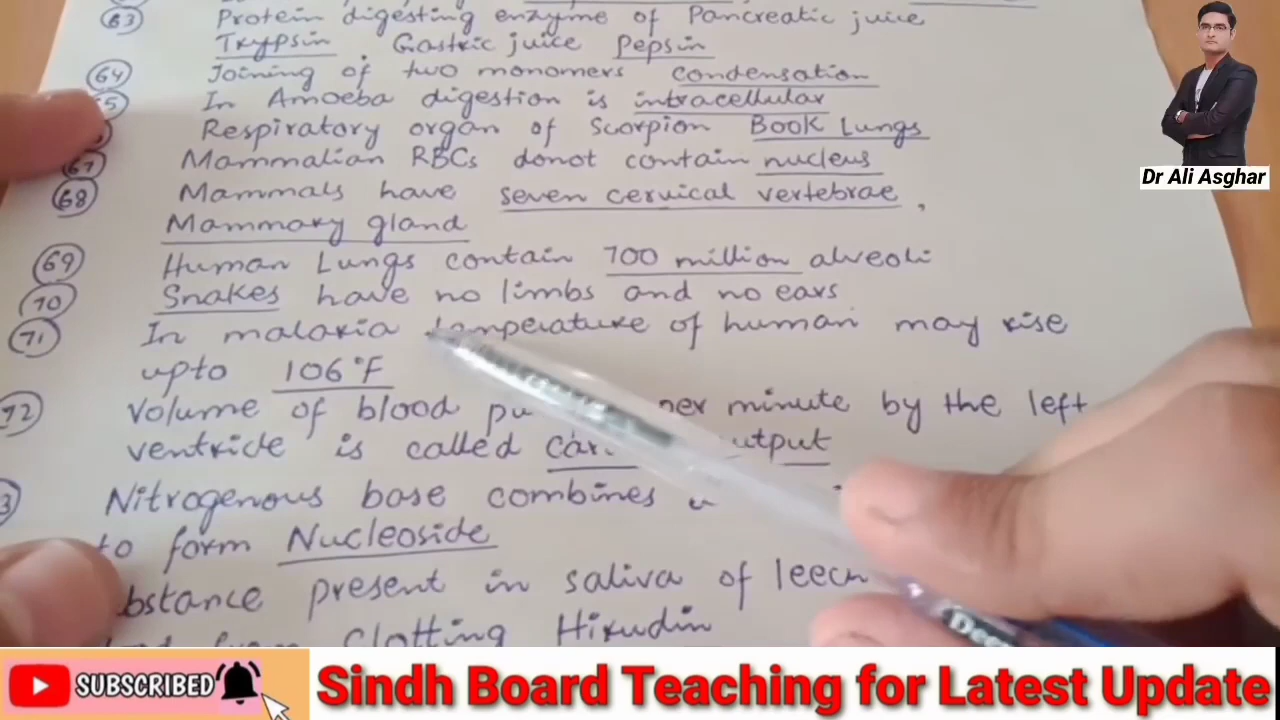 63 Protein digesting enzyme of Pancreatic juice
Trypsin . Gastric juice Pepsin
64 Joining of two monomers condensation
In Amoeba digestion is intracellular
Respiratory organ of Scorpion Book Lungs
67 Mammalian RBCs donot contain nucleus
68 Mammals have seven cervical vertebrae ,
Mammary gland
69 Human Lungs contain 700 million alveoli
70 Snakes have no limbs and no ears
71 In malaria temperature of human may rise
upto 106°F
72 Volume of blood per minute by the left
ventricle is called
Nitrogenous base combines
to form Nucleoside
present in saliva of leech
Clotting Hirudin
Dr Ali Asghar
SUBSCRIBED
Sindh Board Teaching for Latest Update